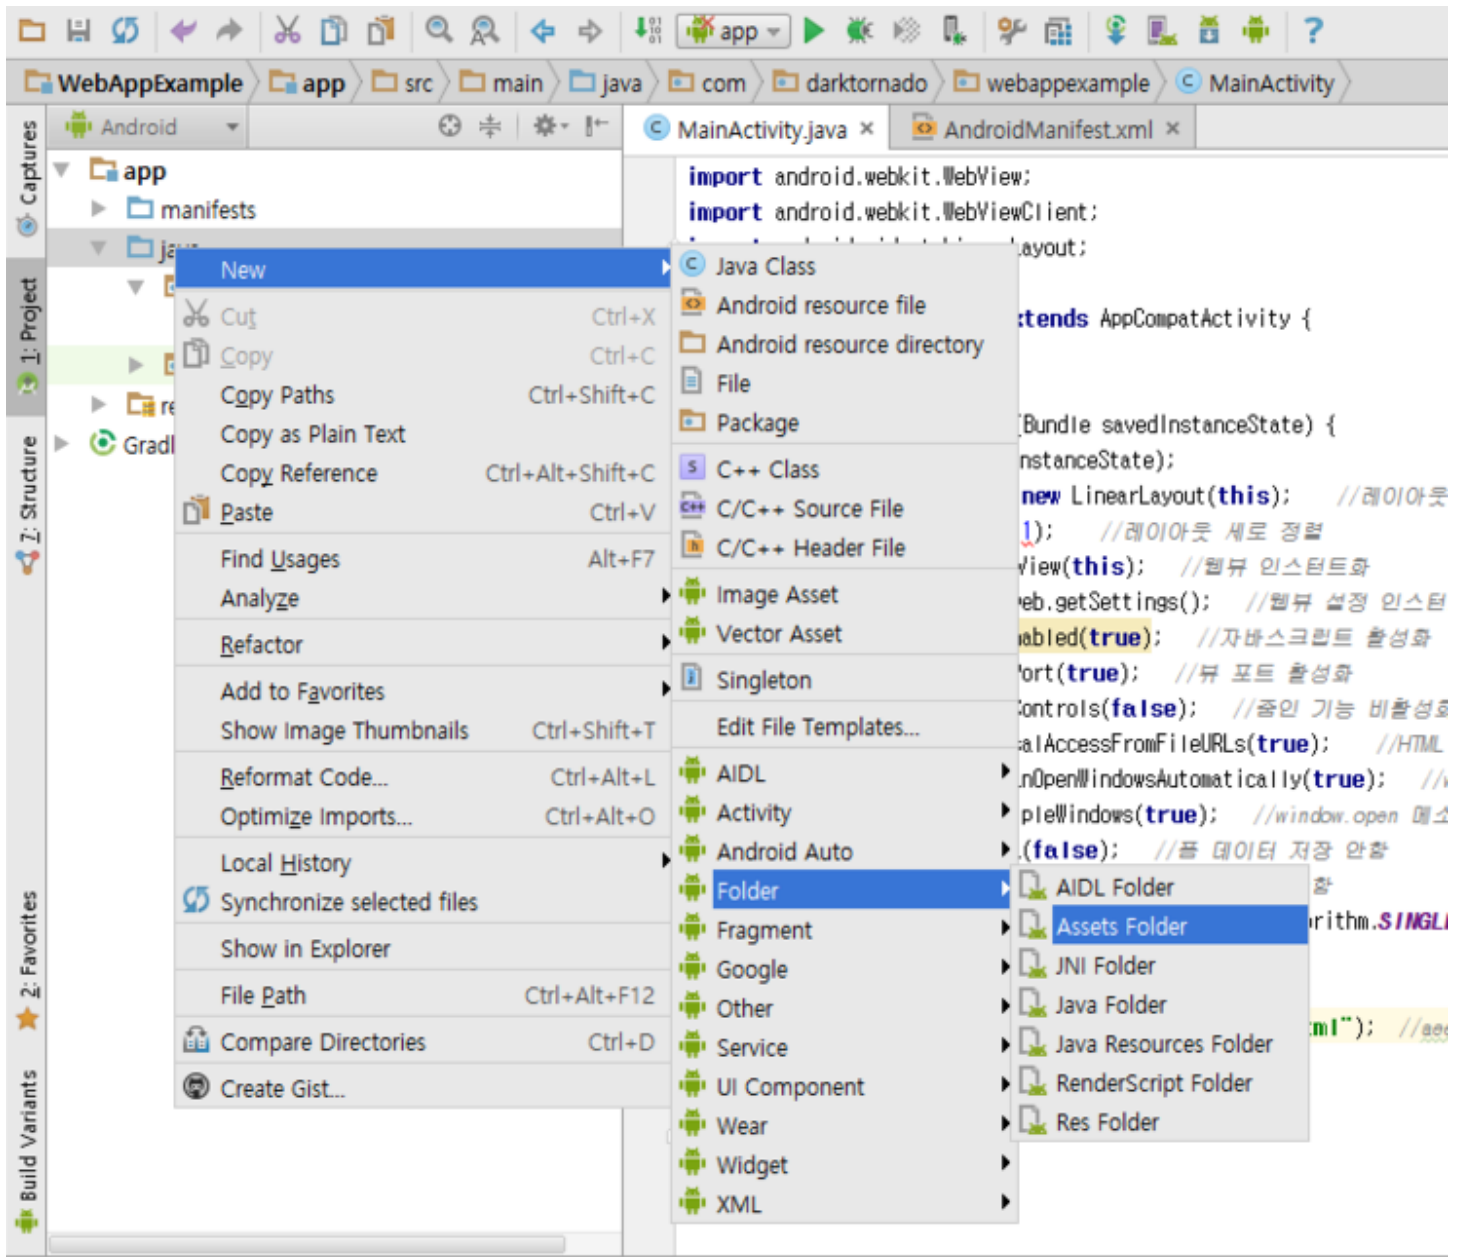 app
WebAppExample app src main java com darktornado webappexample MainActivity
Android
MainActivity.java × AndroidManifest.xml ×
Captures
1: Project
7: Structure
2: Favorites
Build Variants
app
manifests
New
Cut Ctrl+X
Copy Ctrl+C
Copy Paths Ctrl+Shift+C
Copy as Plain Text
Copy Reference Ctrl+Alt+Shift+C
Paste Ctrl+V
Find Usages Alt+F7
Analyze
Refactor
Add to Favorites
Show Image Thumbnails Ctrl+Shift+T
Reformat Code... Ctrl+Alt+L
Optimize Imports... Ctrl+Alt+O
Local History
Synchronize selected files
Show in Explorer
File Path Ctrl+Alt+F12
Compare Directories Ctrl+D
Create Gist...
Java Class
Android resource file
Android resource directory
File
Package
C++ Class
C/C++ Source File
C/C++ Header File
Image Asset
Vector Asset
Singleton
Edit File Templates...
AIDL
Activity
Android Auto
Folder
Fragment
Google
Other
Service
UI Component
Wear
Widget
XML
AIDL Folder
Assets Folder
JNI Folder
Java Folder
Java Resources Folder
RenderScript Folder
Res Folder
import android.webkit.WebView;
import android.webkit.WebViewClient;
ayout;
tends AppCompatActivity {
(Bundle savedInstanceState) {
nstanceState);
new LinearLayout(this); //레이아웃
1); //레이아웃 세로 정렬
View(this); //웹뷰 인스턴트화
eb.getSettings(); //웹뷰 설정 인스턴
abled(true); //자바스크립트 활성화
ort(true); //뷰 포트 활성화
Controls(false); //줌인 기능 비활성화
alAccessFromFileURLs(true); //HTML
nOpenWindowsAutomatically(true); //
pleWindows(true); //window.open 메소
(false); //폼 데이터 저장 안함
함
rithm.SINGL
ml"); //